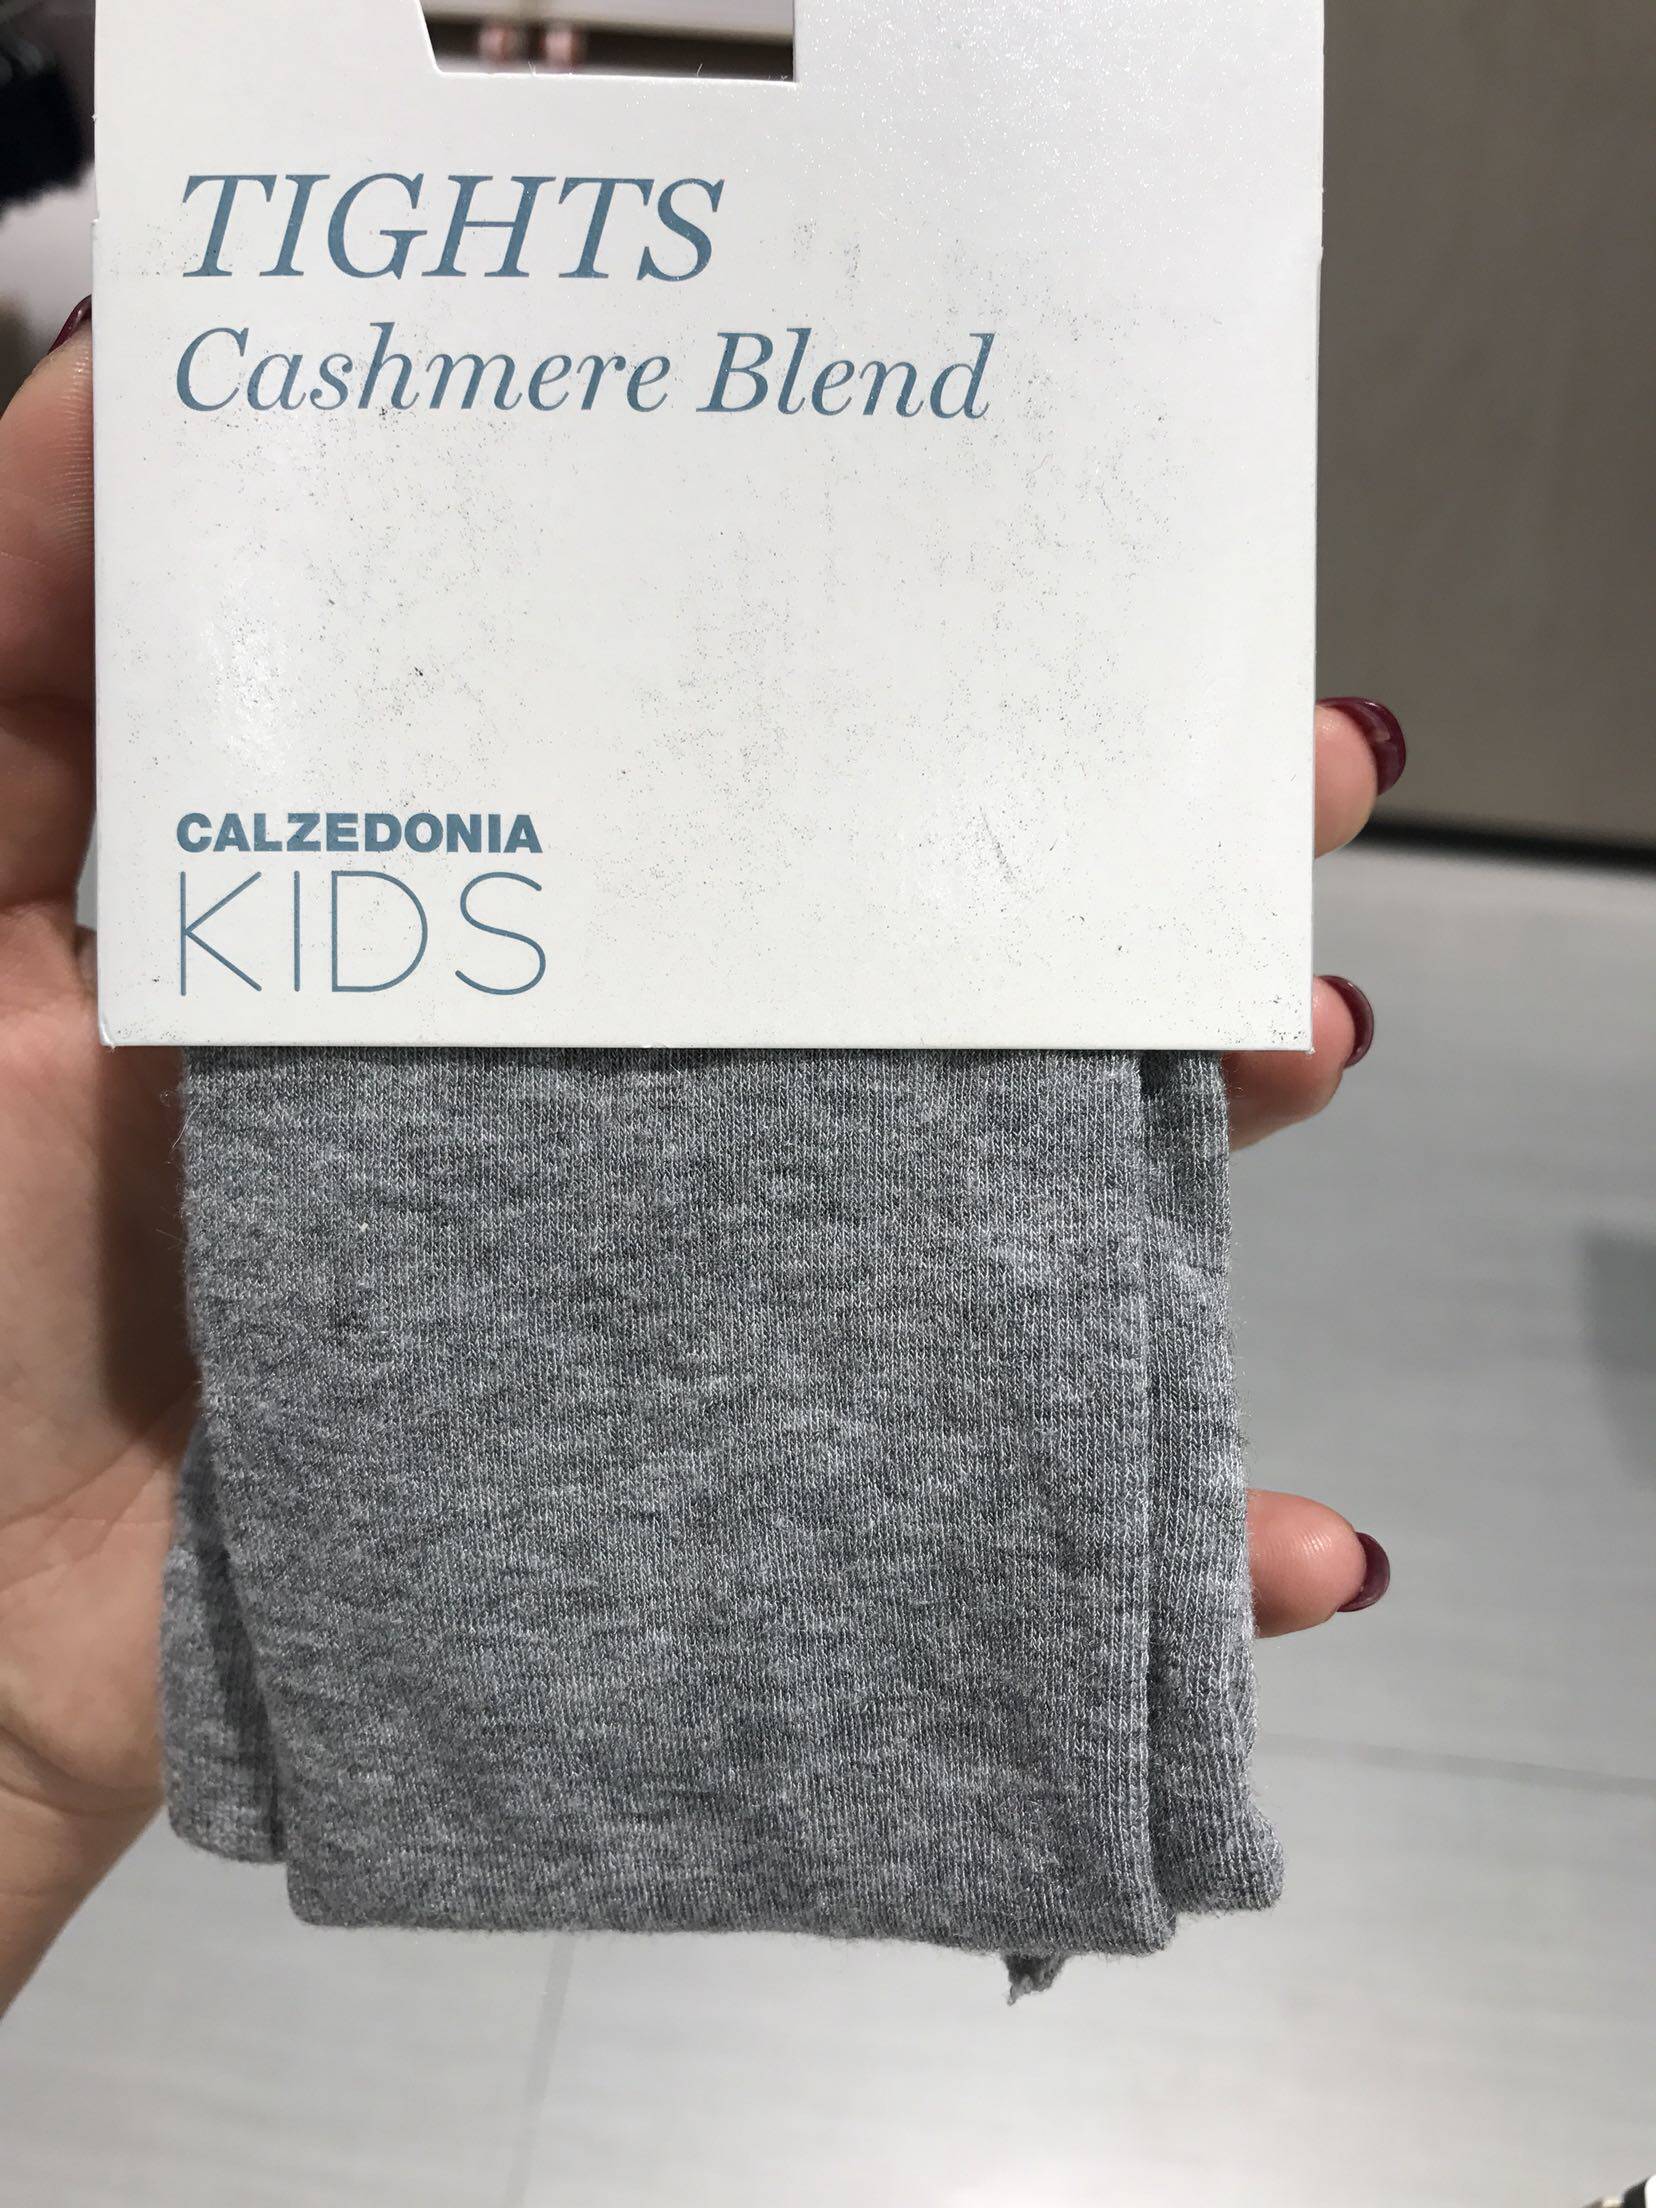 TIGHTS
Cashmere Blend
CALZEDONIA
KIDS